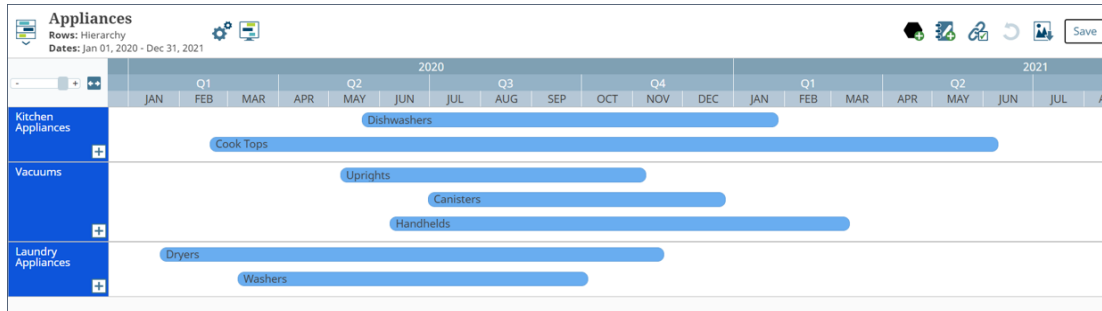 Appliances
Rows: Hierarchy
Dates: Jan 01, 2020 - Dec 31, 2021
Save
- +
2020 2021
Q1 Q2 Q3 Q4 Q1 Q2
JAN FEB MAR APR MAY JUN JUL AUG SEP OCT NOV DEC JAN FEB MAR APR MAY JUN JUL
Kitchen
Appliances
+
Dishwashers
Cook Tops
Vacuums
+
Uprights
Canisters
Handhelds
Laundry
Appliances
+
Dryers
Washers